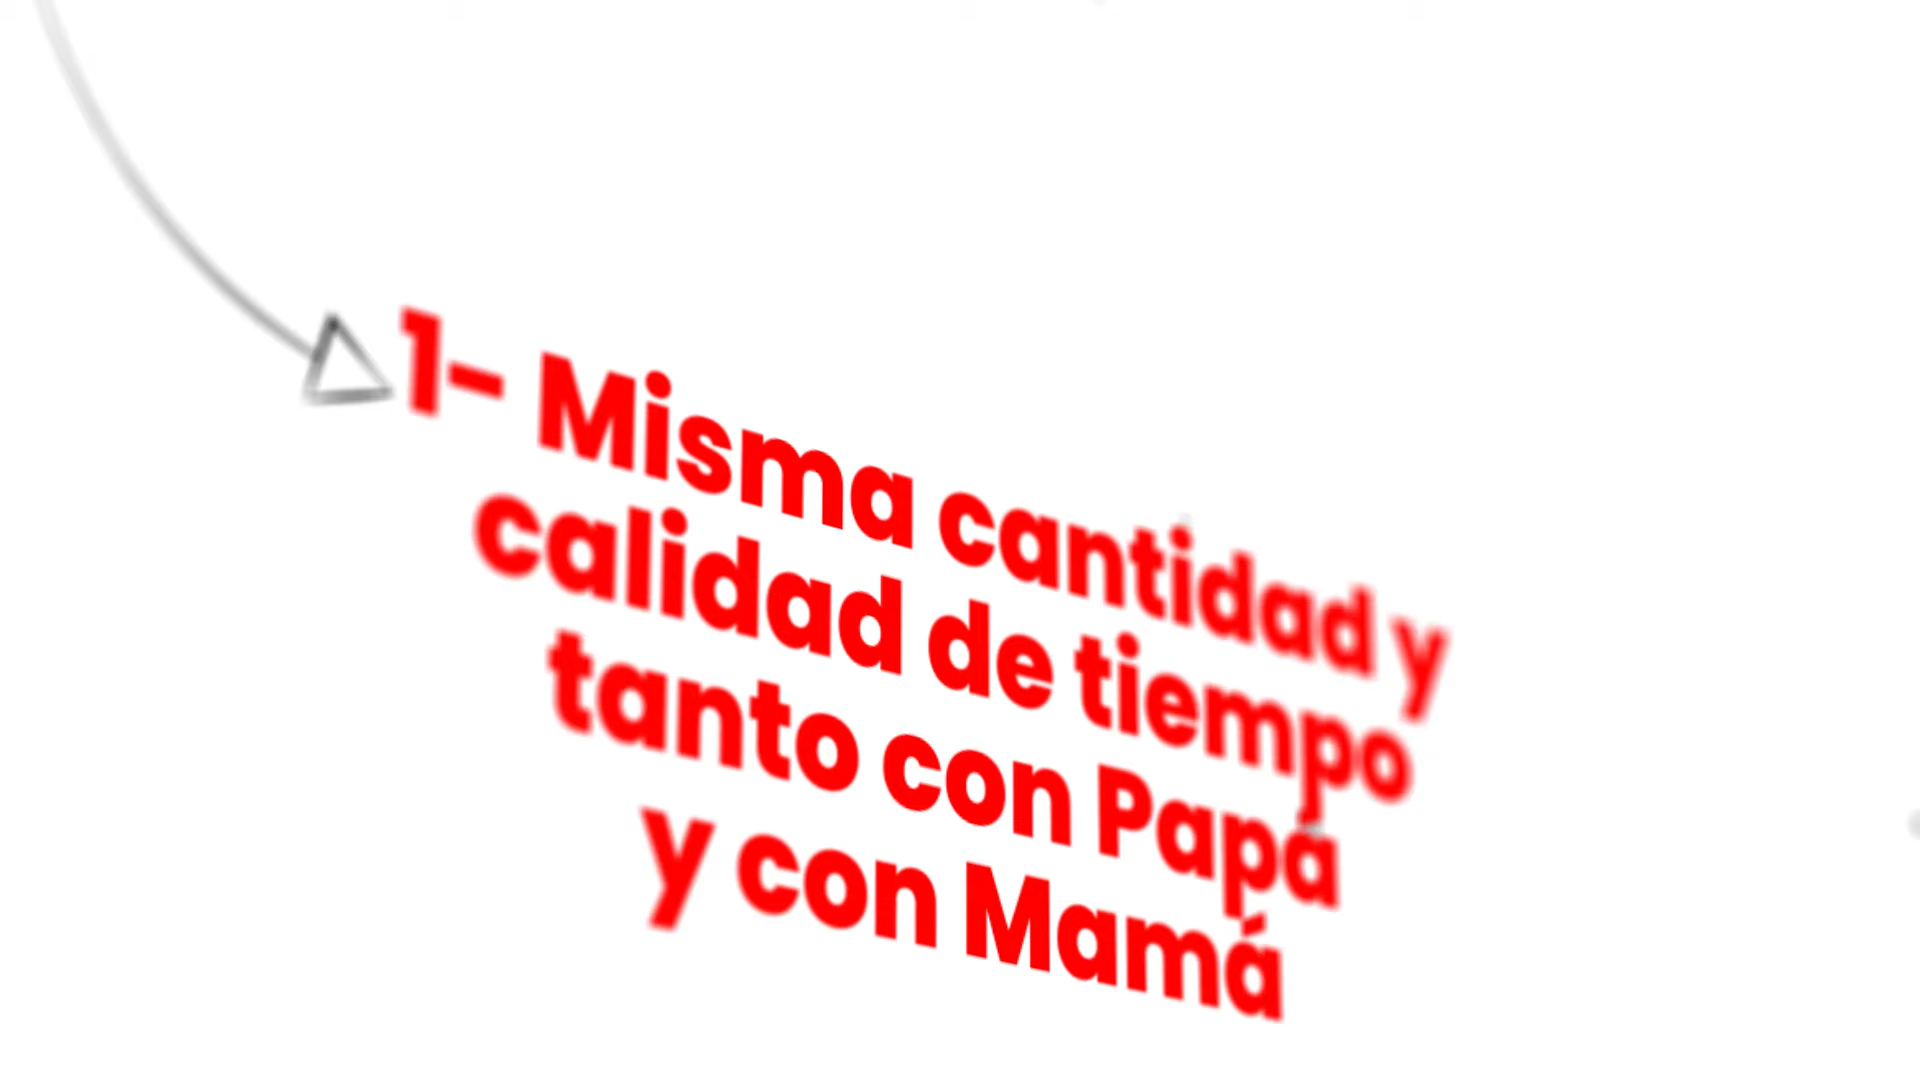 1- Misma cantidad y
calidad de tiempo
tanto con Papá
y con Mamá